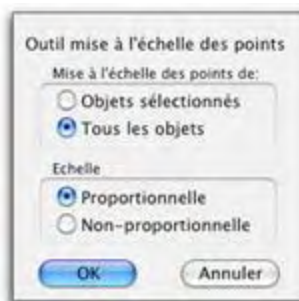 Outil mise à l'échelle des points
Mise à l'échelle des points de:
Objets sélectionnés
Tous les objets
Echelle
Proportionnelle
Non-proportionnelle
OK
Annuler